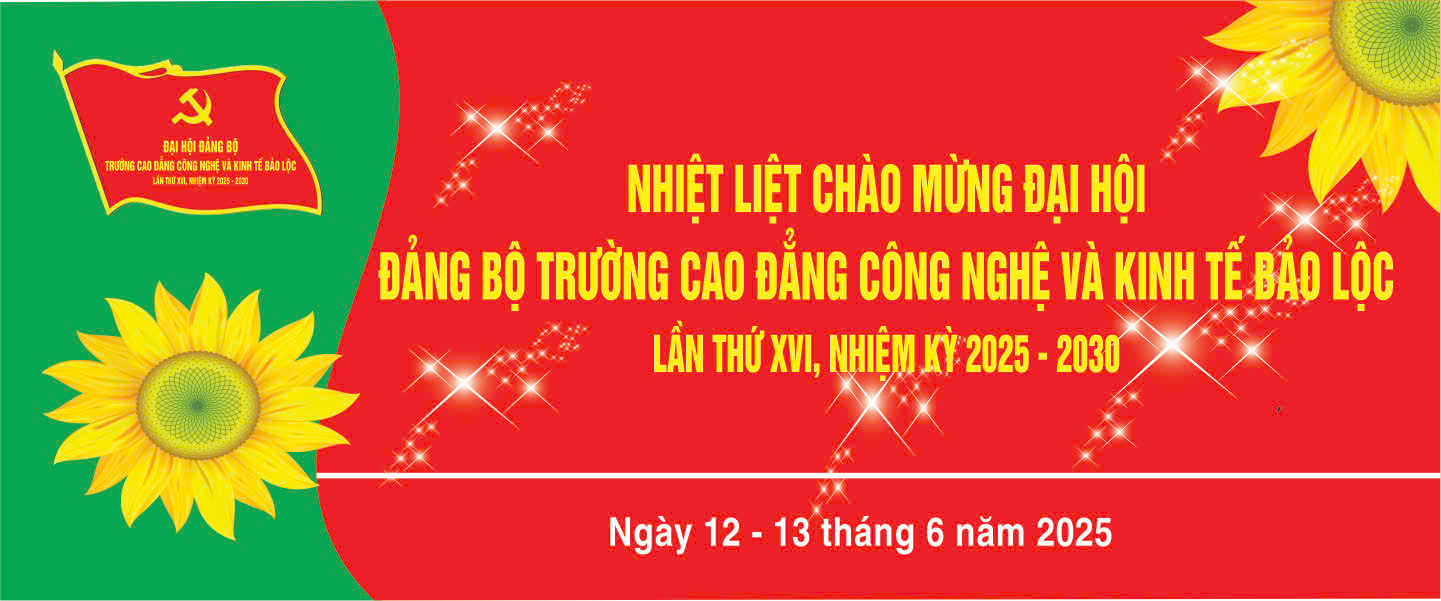 ĐẠI HỘI ĐẢNG BỘ
TRƯỜNG CAO ĐẲNG CÔNG NGHỆ VÀ KINH TẾ BẢO LỘC
LẦN THỨ XVI, NHIỆM KỲ 2025 - 2030
NHIỆT LIỆT CHÀO MỪNG ĐẠI HỘI
ĐẢNG BỘ TRƯỜNG CAO ĐẲNG CÔNG NGHỆ VÀ KINH TẾ BẢO LỘC
LẦN THỨ XVI, NHIỆM KỲ 2025 - 2030
Ngày 12 - 13 tháng 6 năm 2025